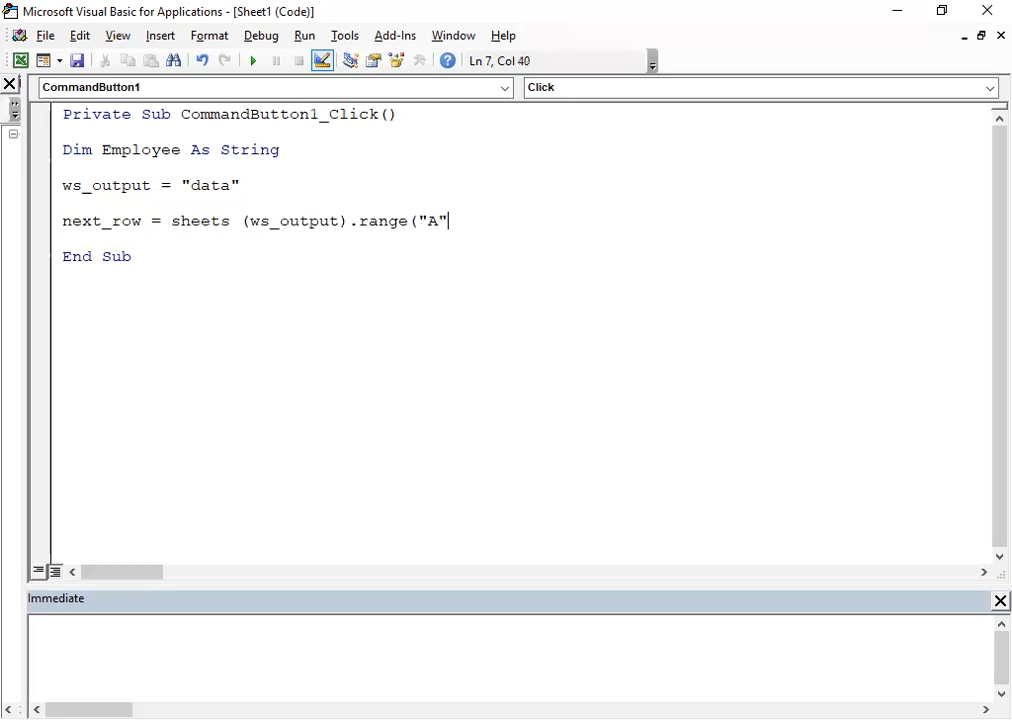 Microsoft Visual Basic for Applications - [Sheet1 (Code)]
File Edit View Insert Format Debug Run Tools Add-Ins Window Help
Ln 7, Col 40
CommandButton1 Click
Private Sub CommandButton1_Click()
Dim Employee As String
ws_output = "data"
next_row = sheets (ws_output).range("A"
End Sub
Immediate